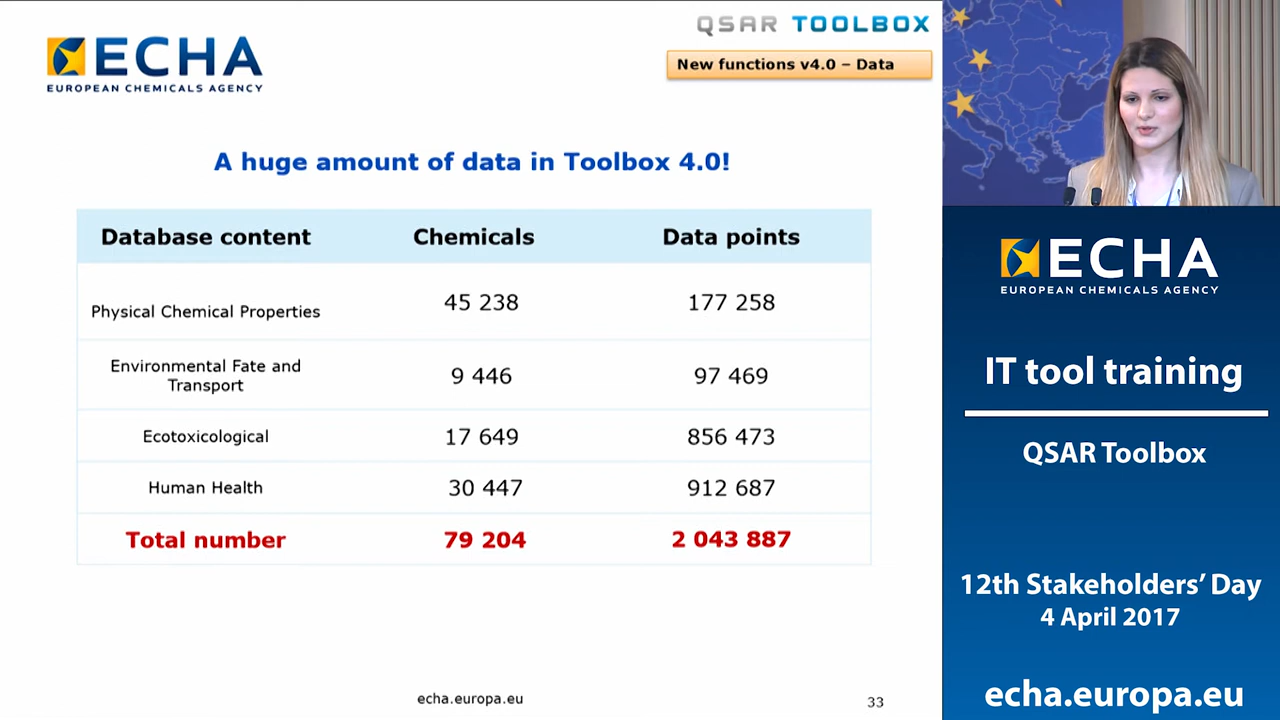 ECHA
EUROPEAN CHEMICALS AGENCY
QSAR TOOLBOX
New functions v4.0 – Data
A huge amount of data in Toolbox 4.0!
Database content Chemicals Data points
Physical Chemical Properties 45 238 177 258
Environmental Fate and
Transport 9 446 97 469
Ecotoxicological 17 649 856 473
Human Health 30 447 912 687
Total number 79 204 2 043 887
echa.europa.eu
33
ECHA
EUROPEAN CHEMICALS AGENCY
IT tool training
QSAR Toolbox
12th Stakeholders’ Day
4 April 2017
echa.europa.eu